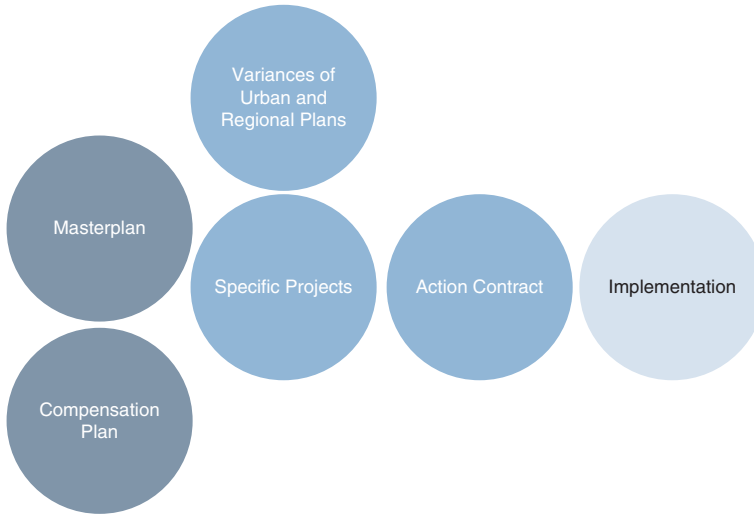 Variances of
Urban and
Regional Plans
Masterplan
Specific Projects
Action Contract
Implementation
Compensation
Plan